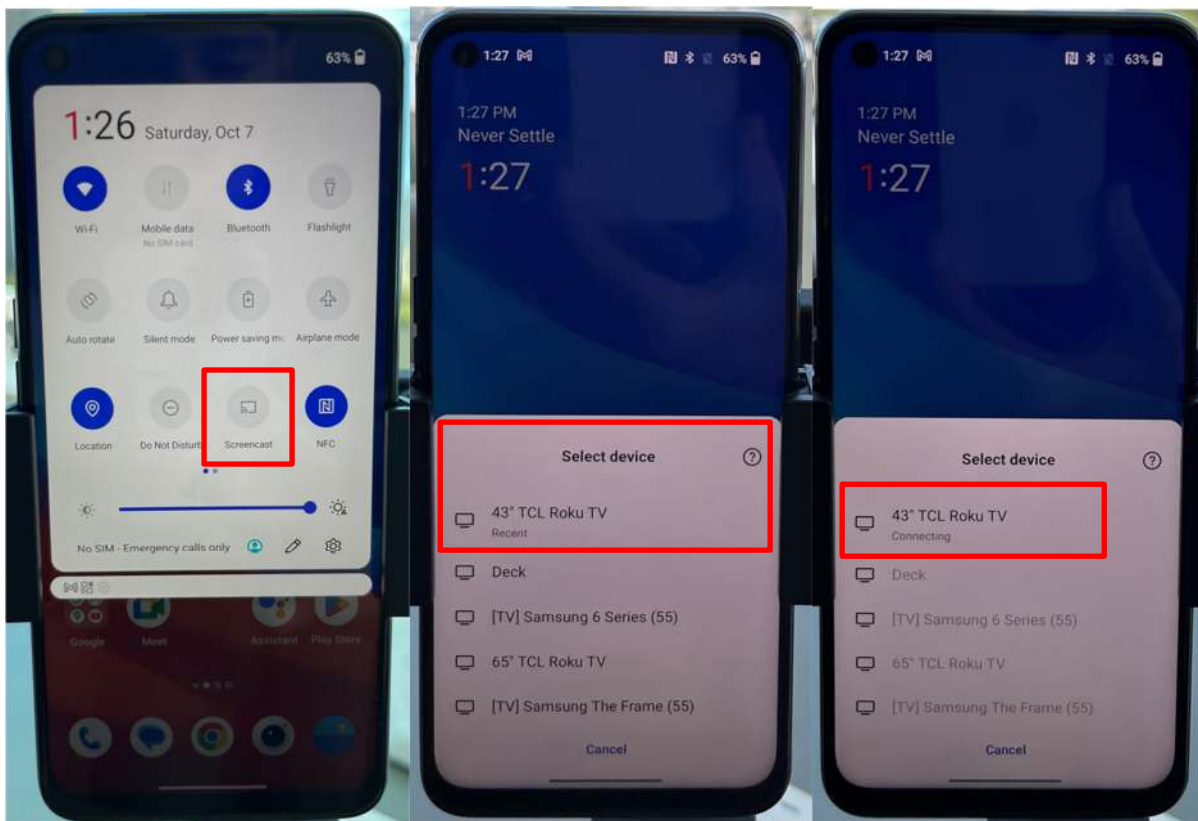 63%
1:26 Saturday, Oct 7
Wi-Fi
Mobile data
No SIM card
Bluetooth
Flashlight
Auto rotate
Silent mode
Power saving mo
Airplane mode
Location
Do Not Disturb
Screencast
NFC
No SIM - Emergency calls only
Google
Meet
Assistant
Play Store
1:27
63%
1:27 PM
Never Settle
1:27
Select device
43" TCL Roku TV
Recent
Deck
[TV] Samsung 6 Series (55)
65" TCL Roku TV
[TV] Samsung The Frame (55)
Cancel
1:27
63%
1:27 PM
Never Settle
1:27
Select device
43" TCL Roku TV
Connecting
Deck
[TV] Samsung 6 Series (55)
65" TCL Roku TV
[TV] Samsung The Frame (55)
Cancel